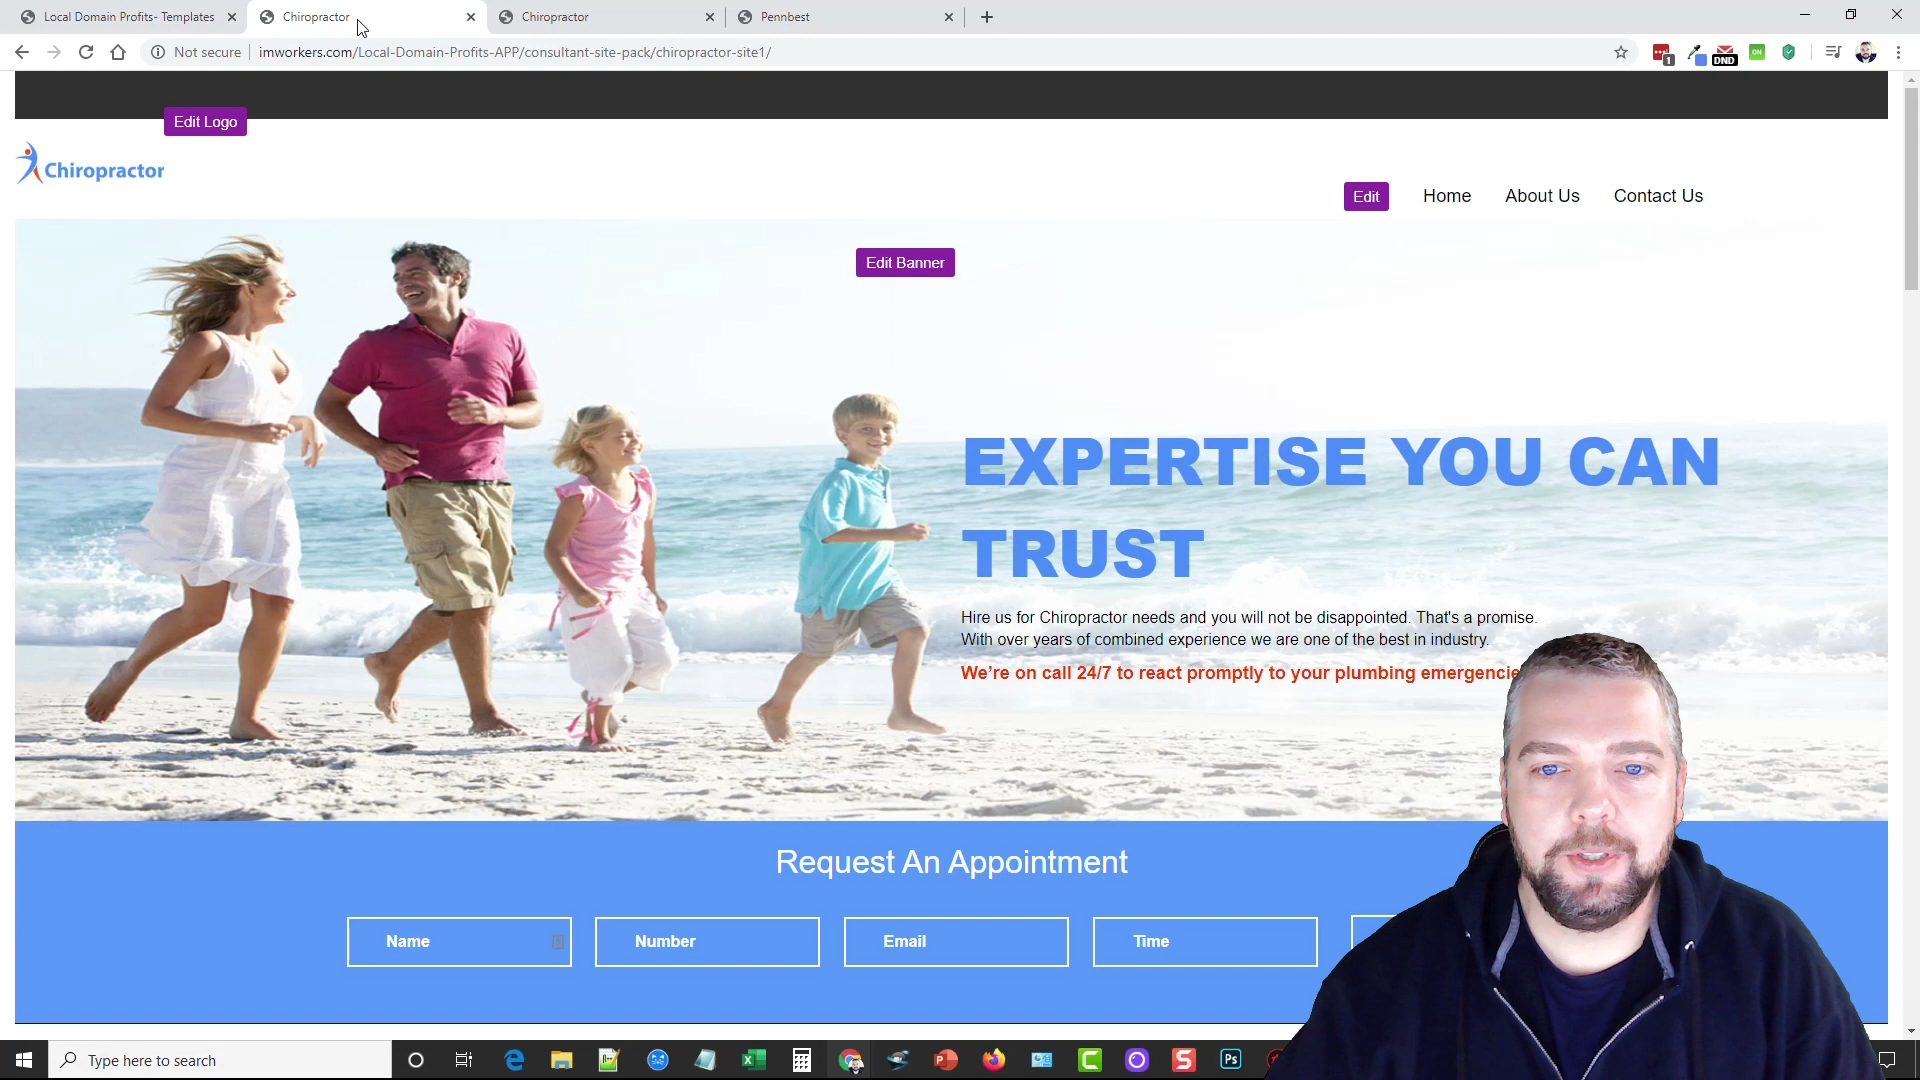 Local Domain Profits- Templates
Chiropractor
Chiropractor
Pennbest
Not secure
imworkers.com/Local-Domain-Profits-APP/consultant-site-pack/chiropractor-site1/
1
DND
ON
Edit Logo
Chiropractor
Edit
Home
About Us
Contact Us
Edit Banner
EXPERTISE YOU CAN
TRUST
Hire us for Chiropractor needs and you will not be disappointed. That's a promise.
With over years of combined experience we are one of the best in industry.
We’re on call 24/7 to react promptly to your plumbing emergencie
Request An Appointment
Name
Number
Email
Time
Type here to search
Ps